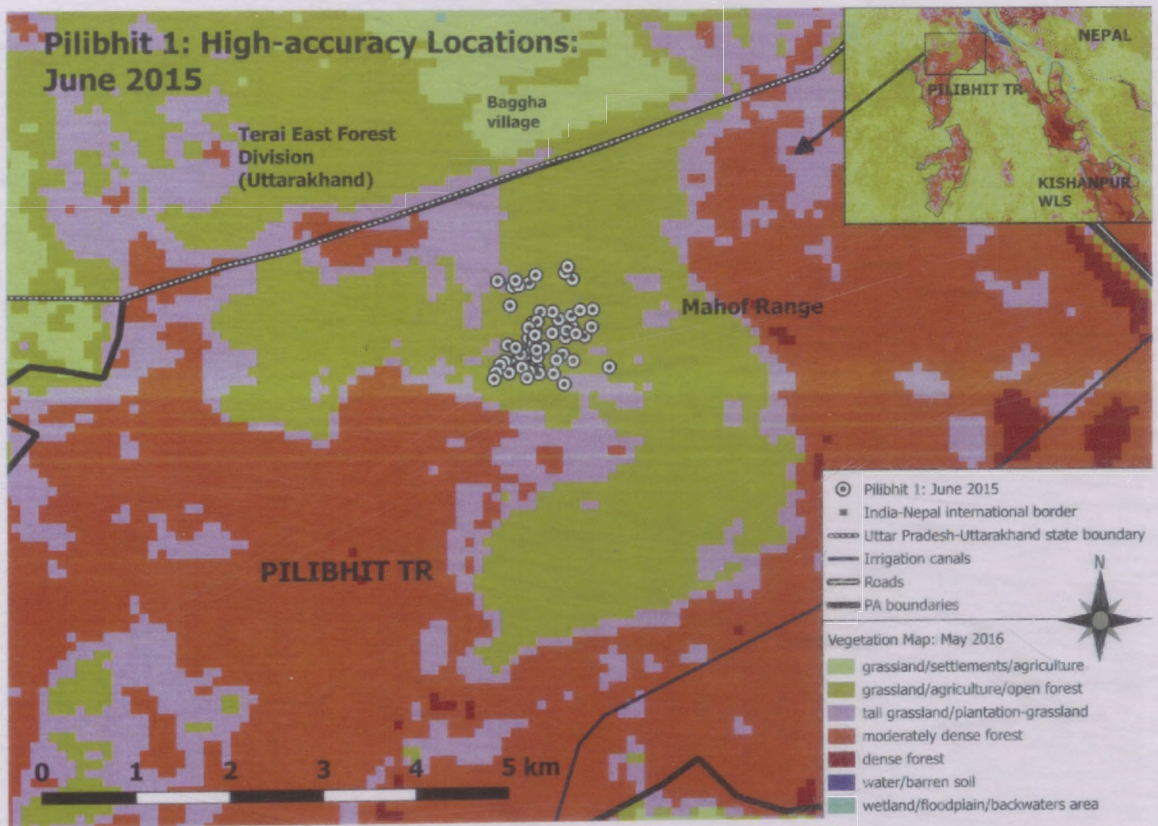 Pilibhit 1: High-accuracy Locations:
June 2015
NEPAL
PILIBHIT TR
KISHANPUR
WLS
Baggha
village
Terai East Forest
Division
(Uttarakhand)
Mahof Range
PILIBHIT TR
Pilibhit 1: June 2015
India-Nepal international border
Uttar Pradesh-Uttarakhand state boundary
Irrigation canals
Roads
PA boundaries
N
Vegetation Map: May 2016
grassland/settlements/agriculture
grassland/agriculture/open forest
tall grassland/plantation-grassland
moderately dense forest
dense forest
water/barren soil
wetland/floodplain/backwaters area
0 1 2 3 4 5 km